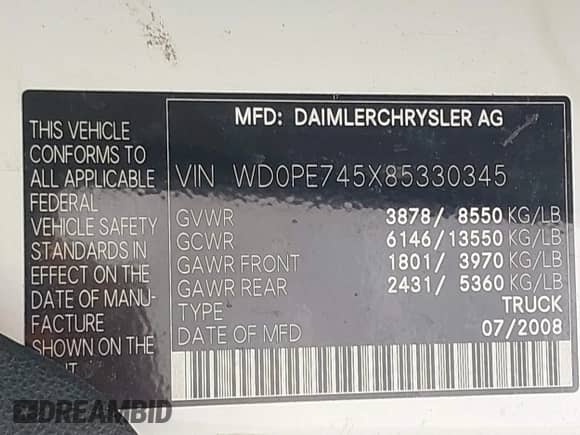 MFD: DAIMLERCHRYSLER AG
THIS VEHICLE
CONFORMS TO
ALL APPLICABLE
FEDERAL
VEHICLE SAFETY
STANDARDS IN
EFFECT ON THE
DATE OF MANU-
FACTURE
SHOWN ON THE
VIN WD0PE745X85330345
GVWR 3878/ 8550 KG/LB
GCWR 6146/13550 KG/LB
GAWR FRONT 1801/ 3970 KG/LB
GAWR REAR 2431/ 5360 KG/LB
TYPE TRUCK
DATE OF MFD 07/2008
DREAMBID